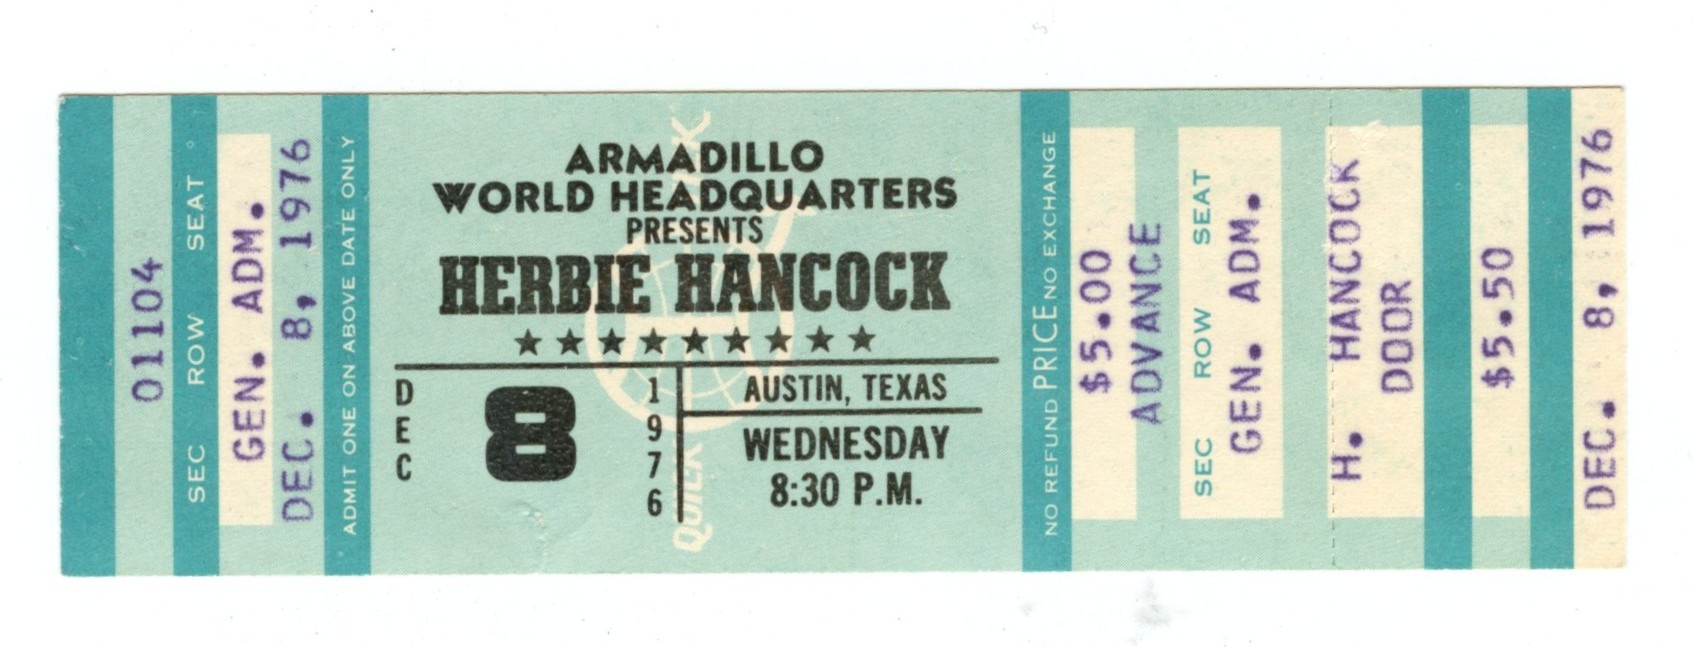 01104
SEC ROW SEAT
GEN. ADM.
DEC. 8, 1976
ADMIT ONE ON ABOVE DATE ONLY
ARMADILLO
WORLD HEADQUARTERS
PRESENTS
HERBIE HANCOCK
DEC
8
1976
AUSTIN, TEXAS
WEDNESDAY
8:30 P.M.
NO REFUND PRICE NO EXCHANGE
$5.00
ADVANCE
SEC ROW SEAT
GEN. ADM.
H. HANCOCK
DOOR
$5.50
DEC. 8, 1976